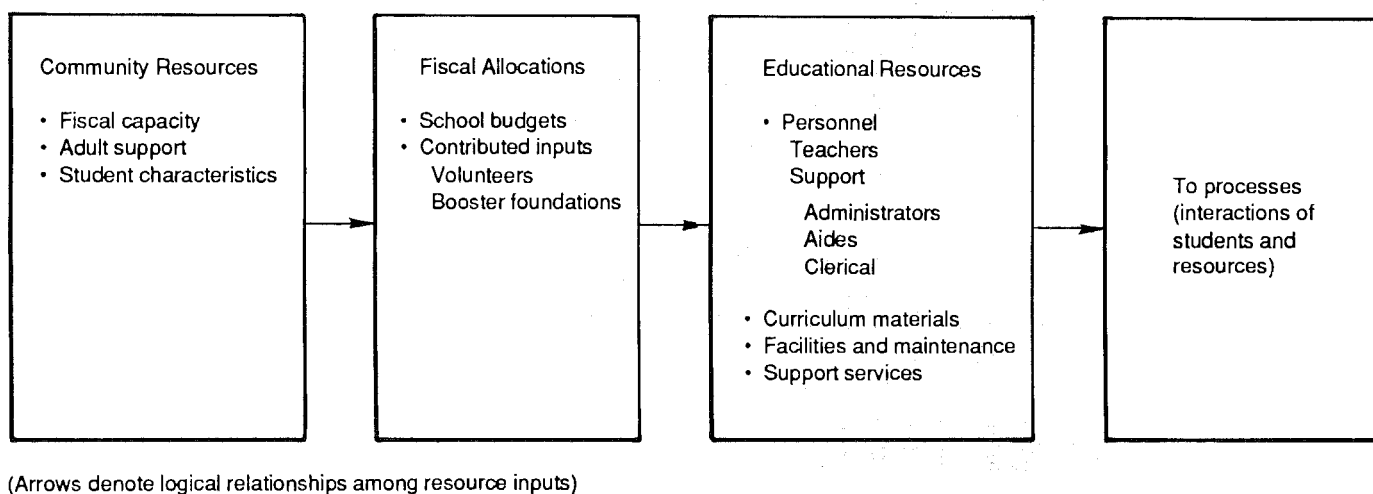 Community Resources
• Fiscal capacity
• Adult support
• Student characteristics
Fiscal Allocations
• School budgets
• Contributed inputs
Volunteers
Booster foundations
Educational Resources
• Personnel
Teachers
Support
Administrators
Aides
Clerical
• Curriculum materials
• Facilities and maintenance
• Support services
To processes
(interactions of
students and
resources)
(Arrows denote logical relationships among resource inputs)